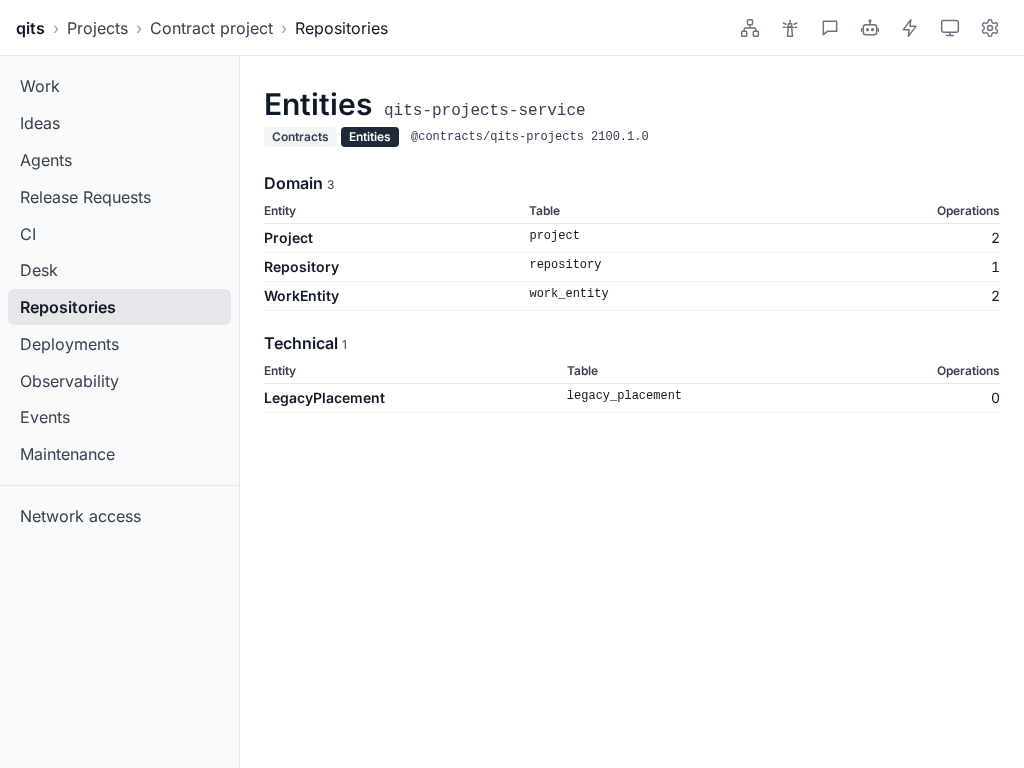 qits › Projects › Contract project › Repositories
Work
Ideas
Agents
Release Requests
CI
Desk
Repositories
Deployments
Observability
Events
Maintenance
Network access
Entities qits-projects-service
Contracts Entities @contracts/qits-projects 2100.1.0
Domain 3
Entity Table Operations
Project project 2
Repository repository 1
WorkEntity work_entity 2
Technical 1
Entity Table Operations
LegacyPlacement legacy_placement 0